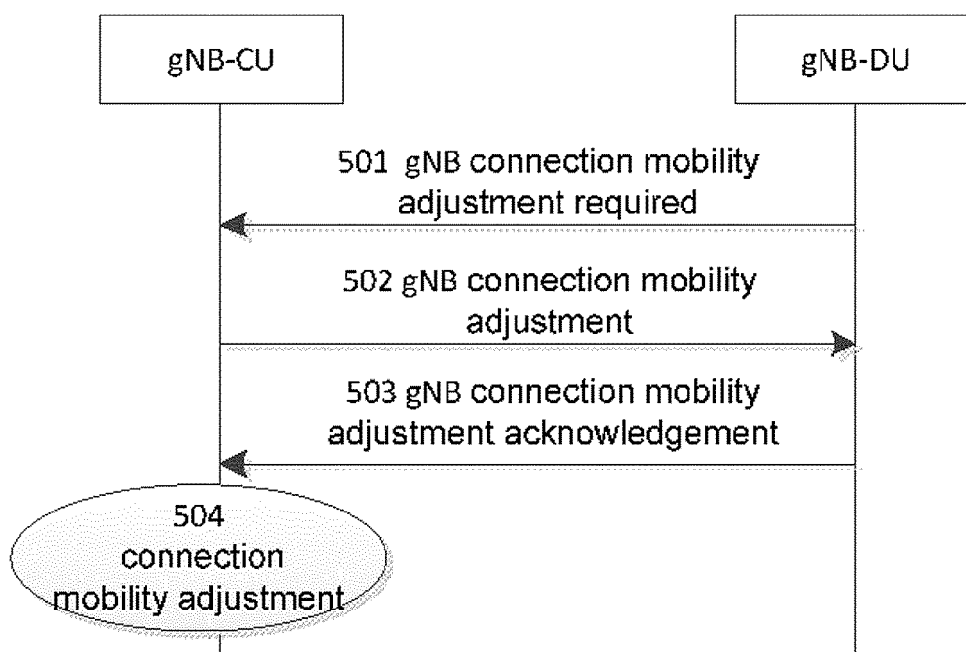 gNB-CU
gNB-DU
501 gNB connection mobility
adjustment required
502 gNB connection mobility
adjustment
503 gNB connection mobility
adjustment acknowledgement
504
connection
mobility adjustment